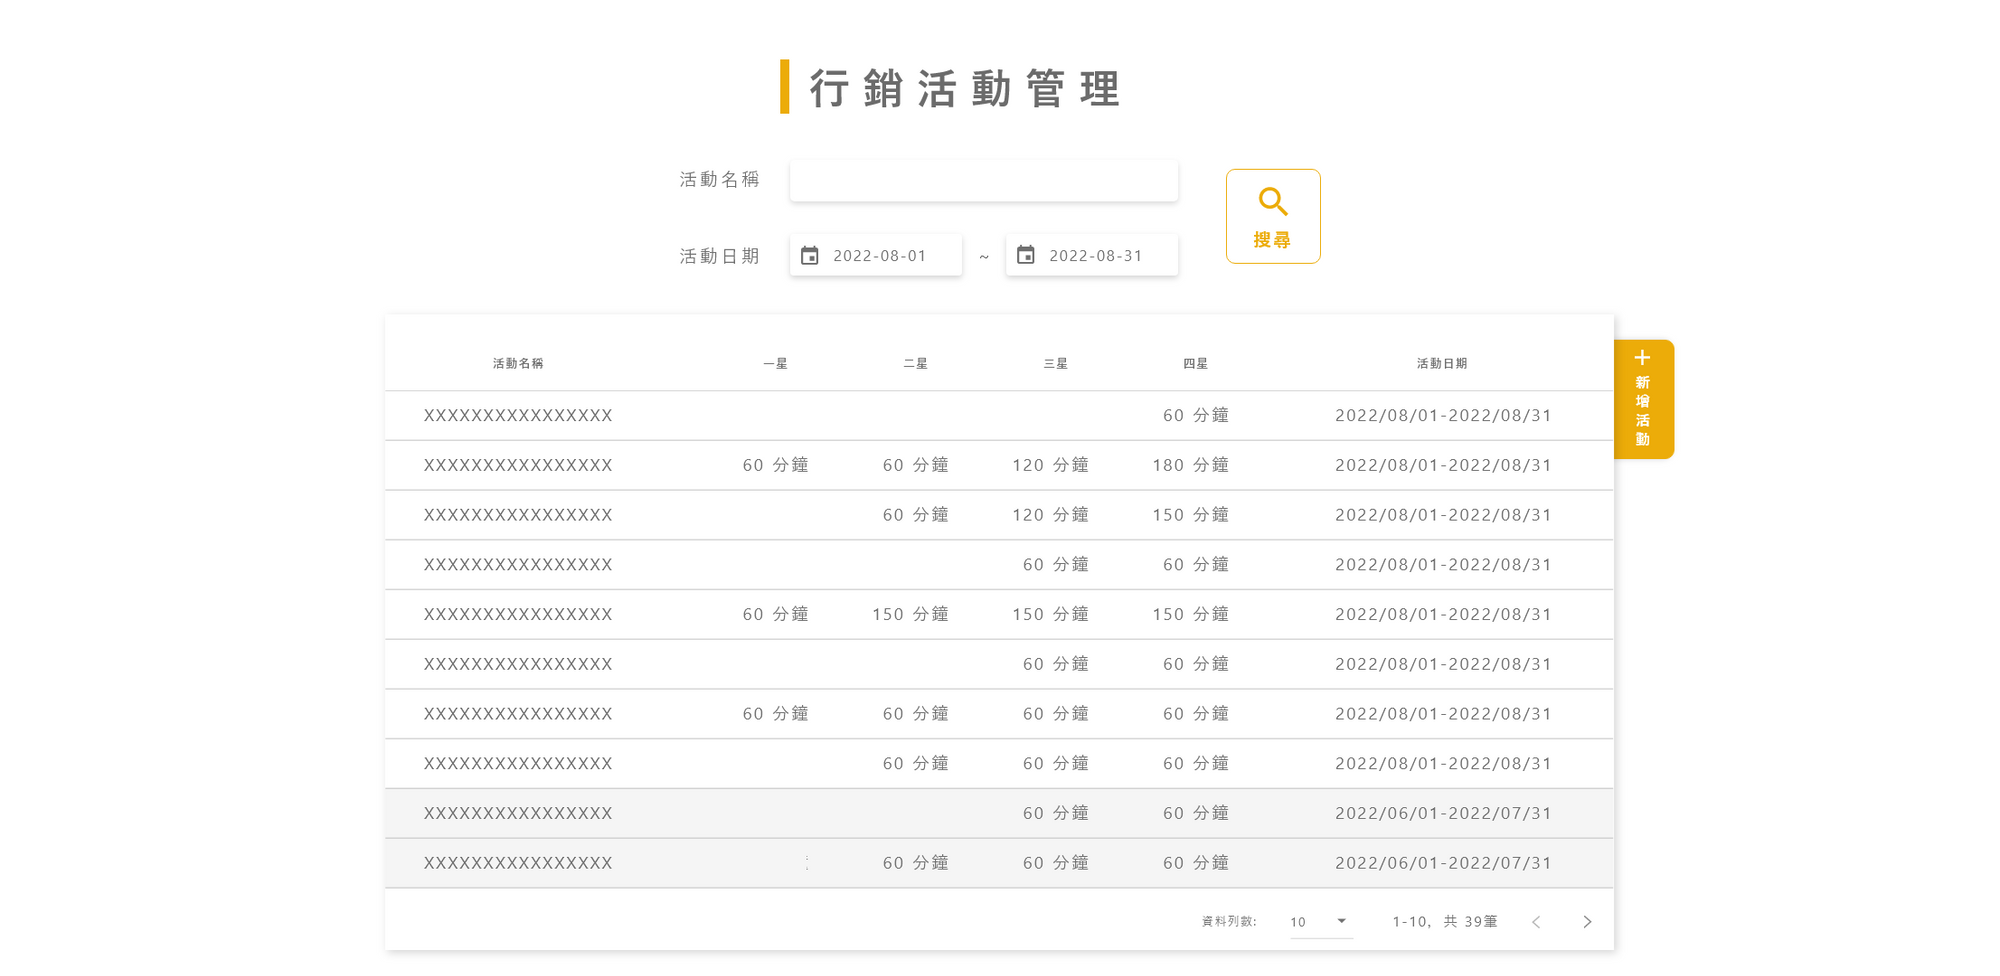 行銷活動管理
活動名稱
搜尋
活動日期 2022-08-01 ~ 2022-08-31
活動名稱 一星 二星 三星 四星 活動日期
新增活動
XXXXXXXXXXXXXXXX 60 分鐘 2022/08/01-2022/08/31
XXXXXXXXXXXXXXXX 60 分鐘 60 分鐘 120 分鐘 180 分鐘 2022/08/01-2022/08/31
XXXXXXXXXXXXXXXX 60 分鐘 120 分鐘 150 分鐘 2022/08/01-2022/08/31
XXXXXXXXXXXXXXXX 60 分鐘 60 分鐘 2022/08/01-2022/08/31
XXXXXXXXXXXXXXXX 60 分鐘 150 分鐘 150 分鐘 150 分鐘 2022/08/01-2022/08/31
XXXXXXXXXXXXXXXX 60 分鐘 60 分鐘 2022/08/01-2022/08/31
XXXXXXXXXXXXXXXX 60 分鐘 60 分鐘 60 分鐘 60 分鐘 2022/08/01-2022/08/31
XXXXXXXXXXXXXXXX 60 分鐘 60 分鐘 60 分鐘 2022/08/01-2022/08/31
XXXXXXXXXXXXXXXX 60 分鐘 60 分鐘 2022/06/01-2022/07/31
XXXXXXXXXXXXXXXX 60 分鐘 60 分鐘 60 分鐘 2022/06/01-2022/07/31
資料列數: 10 1-10, 共 39筆